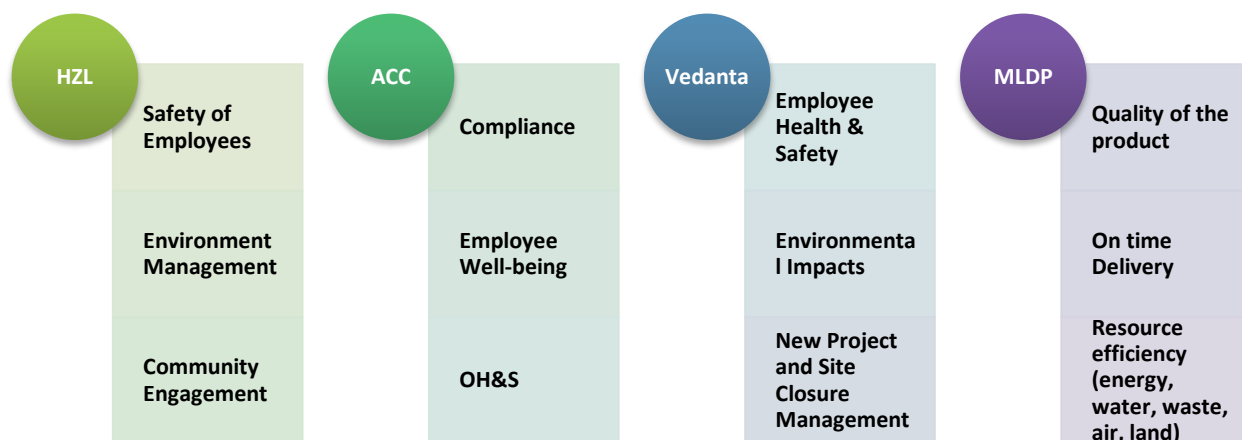 HZL
Safety of
Employees
Environment
Management
Community
Engagement
ACC
Compliance
Employee
Well-being
OH&S
Vedanta
Employee
Health &
Safety
Environmenta
l Impacts
New Project
and Site
Closure
Management
MLDP
Quality of the
product
On time
Delivery
Resource
efficiency
(energy,
water, waste,
air, land)